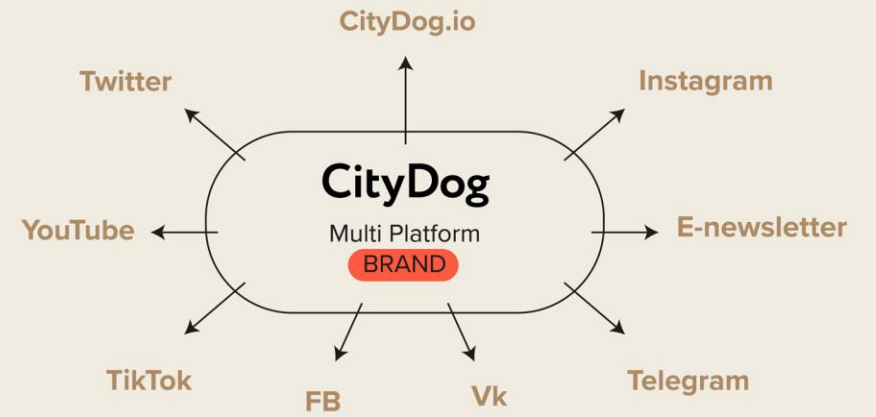 CityDog.io
Twitter
Instagram
CityDog
Multi Platform
BRAND
YouTube
E-newsletter
TikTok
FB
Vk
Telegram